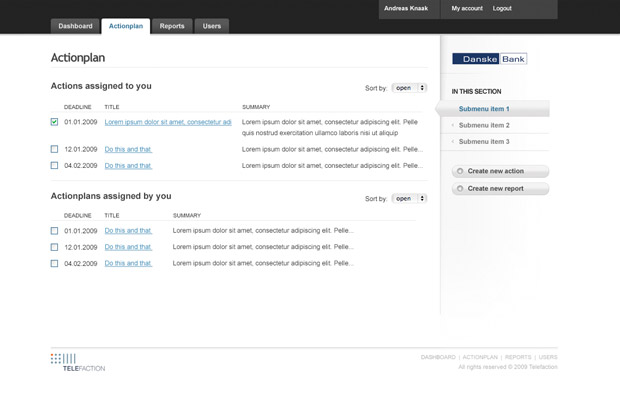 Andreas Knaak My account Logout
Dashboard Actionplan Reports Users
Actionplan
Danske Bank
Actions assigned to you
Sort by: open
IN THIS SECTION
DEADLINE TITLE SUMMARY
Submenu item 1
01.01.2009 Lorem ipsum dolor sit amet, consectetur adi Lorem ipsum dolor sit amet, consectetur adipiscing elit. Pelle
quis nostrud exercitation ullamco laboris nisi ut aliquip
Submenu item 2
Submenu item 3
12.01.2009 Do this and that Lorem ipsum dolor sit amet, consectetur adipiscing elit. Pelle...
04.02.2009 Do this and that Lorem ipsum dolor sit amet, consectetur adipiscing elit. Pelle...
Create new action
Create new report
Actionplans assigned by you
Sort by: open
DEADLINE TITLE SUMMARY
01.01.2009 Do this and that Lorem ipsum dolor sit amet, consectetur adipiscing elit. Pelle...
12.01.2009 Do this and that Lorem ipsum dolor sit amet, consectetur adipiscing elit. Pelle...
04.02.2009 Do this and that Lorem ipsum dolor sit amet, consectetur adipiscing elit. Pelle...
TELEFACTION
DASHBOARD | ACTIONPLAN | REPORTS | USERS
All rights reserved © 2009 Telefaction